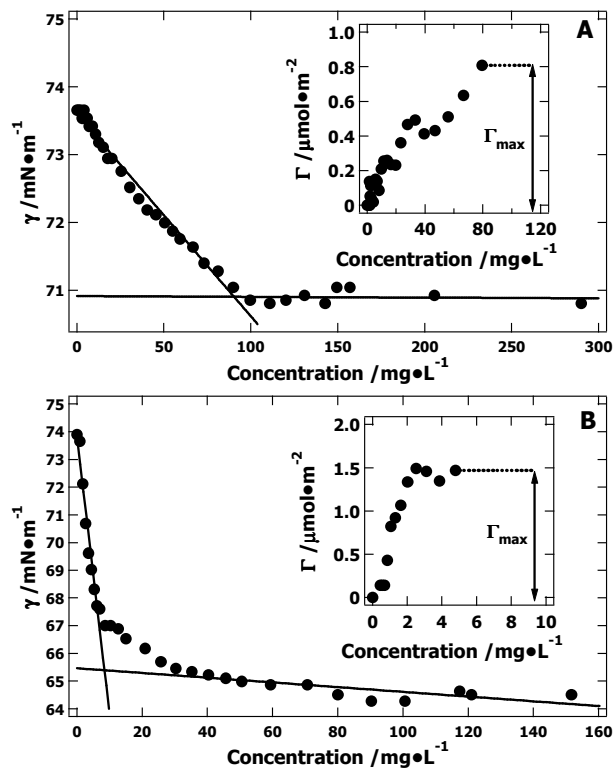 A
74
73
72
71
γ /mN•m⁻¹
0 50 100 150 200 250 300
Concentration /mg•L⁻¹
1.0
0.8
0.6
0.4
0.2
0
Γ /μmol•m⁻²
Γmax
0 40 80 120
Concentration /mg•L⁻¹
B
75
74
73
72
71
70
69
68
67
66
65
64
γ /mN•m⁻¹
0 20 40 60 80 100 120 140 160
Concentration /mg•L⁻¹
2.0
1.5
1.0
0.5
0
Γ /μmol•m⁻²
Γmax
0 2 4 6 8 10
Concentration /mg•L⁻¹